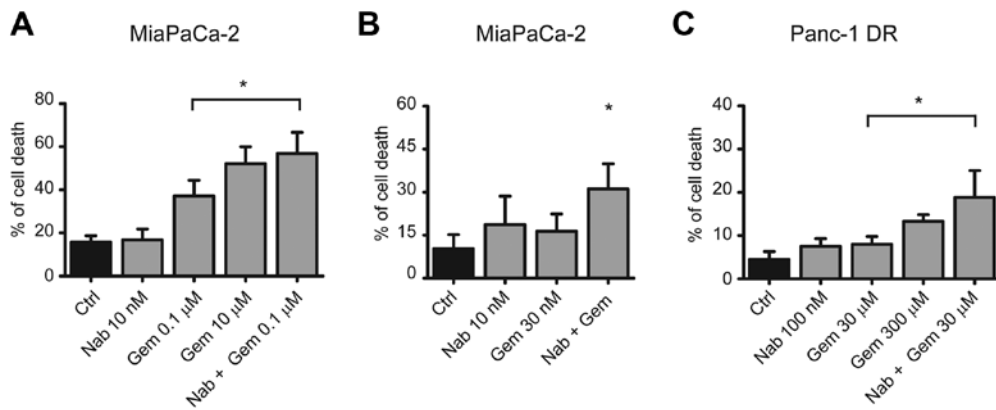 A
MiaPaCa-2
% of cell death
80
60
40
20
0
*
Ctrl
Nab 10 nM
Gem 0.1 µM
Gem 10 µM
Nab + Gem 0.1 µM
B
MiaPaCa-2
% of cell death
60
45
30
15
0
*
Ctrl
Nab 10 nM
Gem 30 nM
Nab + Gem
C
Panc-1 DR
% of cell death
40
30
20
10
0
*
Ctrl
Nab 100 nM
Gem 30 µM
Gem 300 µM
Nab + Gem 30 µM